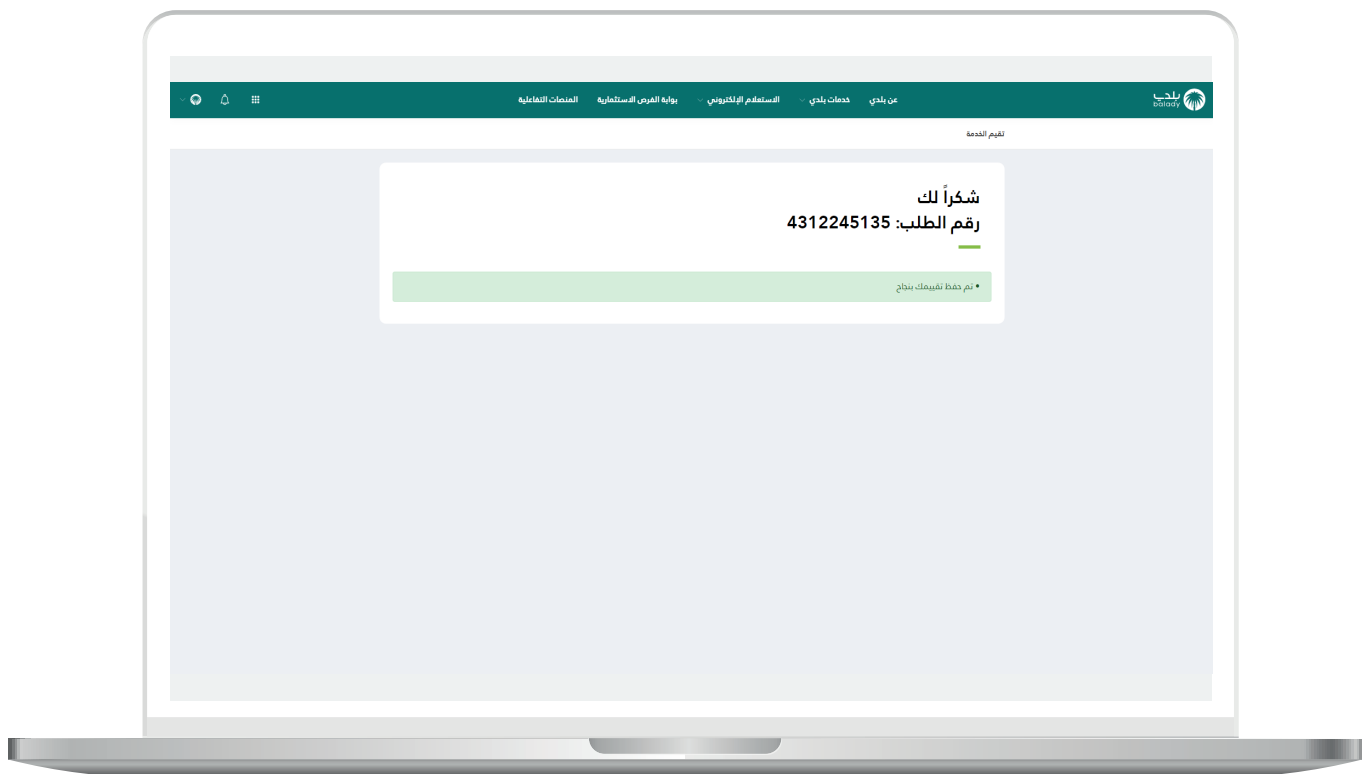 بلدي
balady
عن بلدي خدمات بلدي الاستعلام الإلكتروني بوابة الفرص الاستثمارية المنصات التفاعلية
تقيم الخدمة
شكراً لك
رقم الطلب: 4312245135
• تم حفظ تقييمك بنجاح